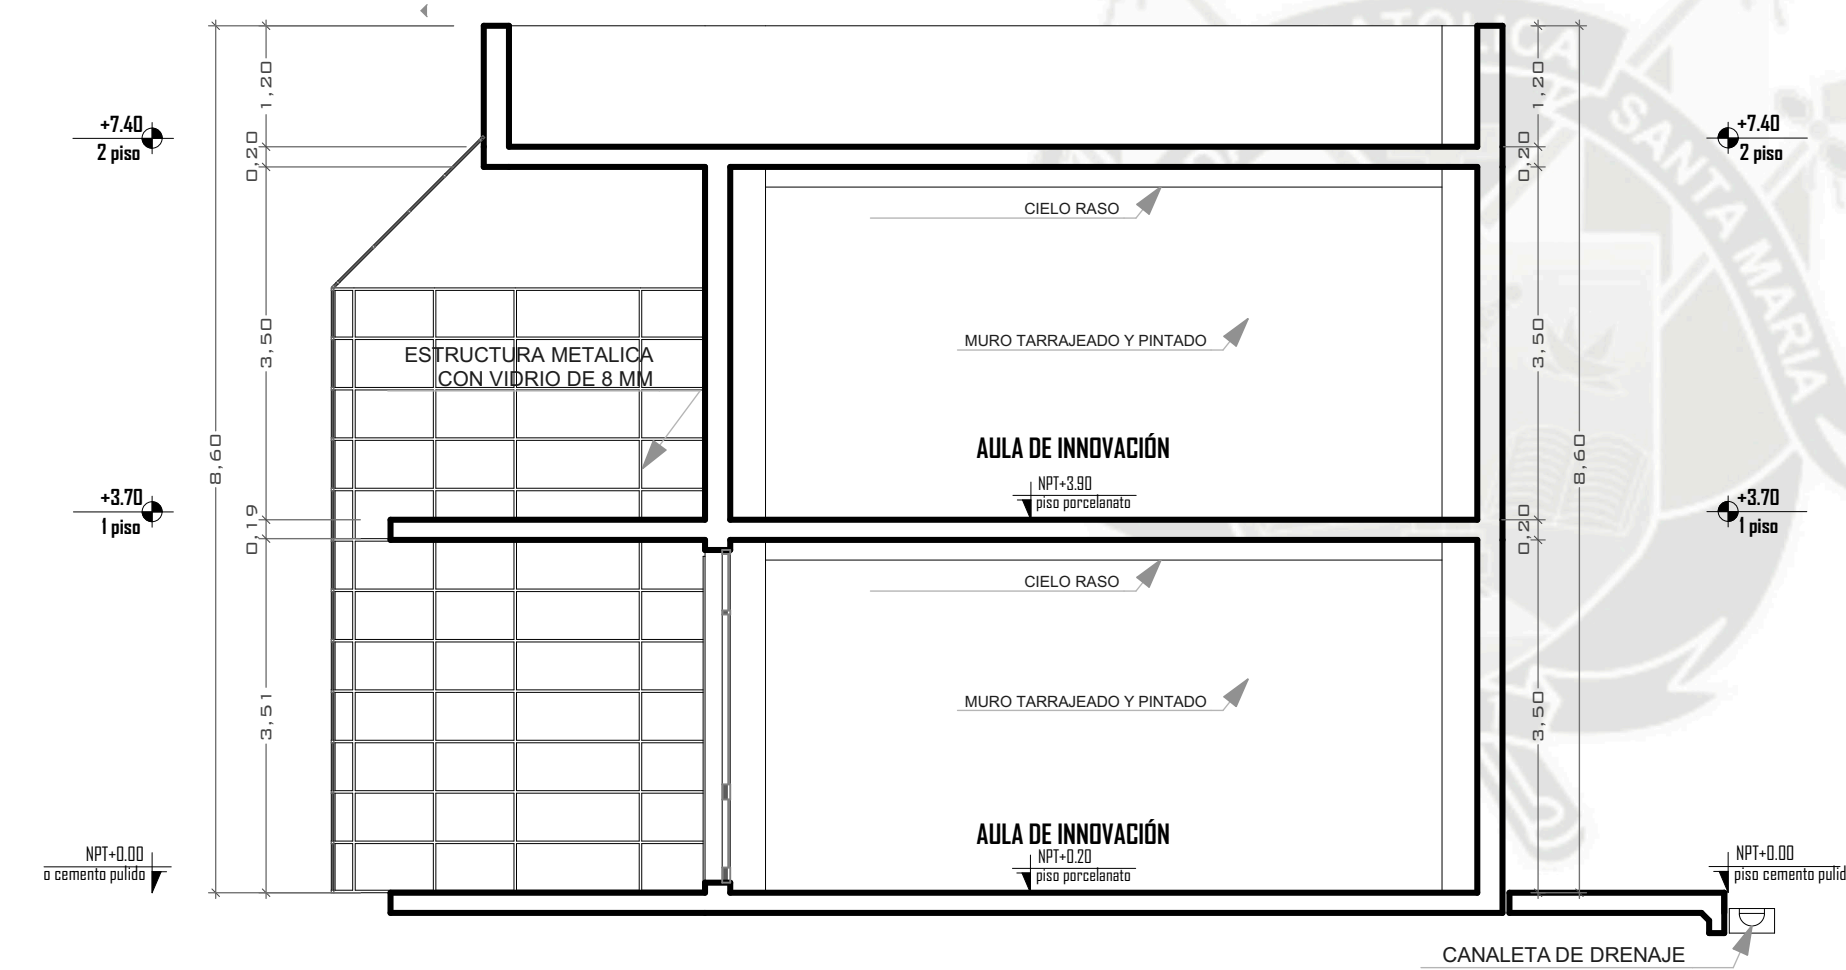 CATOLICA
SANTA MARIA
1,20
1,20
+7.40
2 piso
0,20
0,20
+7.40
2 piso
CIELO RASO
3,50
MURO TARRAJEADO Y PINTADO
3,50
ESTRUCTURA METALICA
CON VIDRIO DE 8 MM
AULA DE INNOVACIÓN
8,60
8,60
NPT+3.90
piso porcelanato
+3.70
1 piso
0,19
0,20
+3.70
1 piso
CIELO RASO
3,51
MURO TARRAJEADO Y PINTADO
3,50
AULA DE INNOVACIÓN
NPT+0.00
o cemento pulido
NPT+0.20
piso porcelanato
NPT+0.00
piso cemento pulid
CANALETA DE DRENAJE